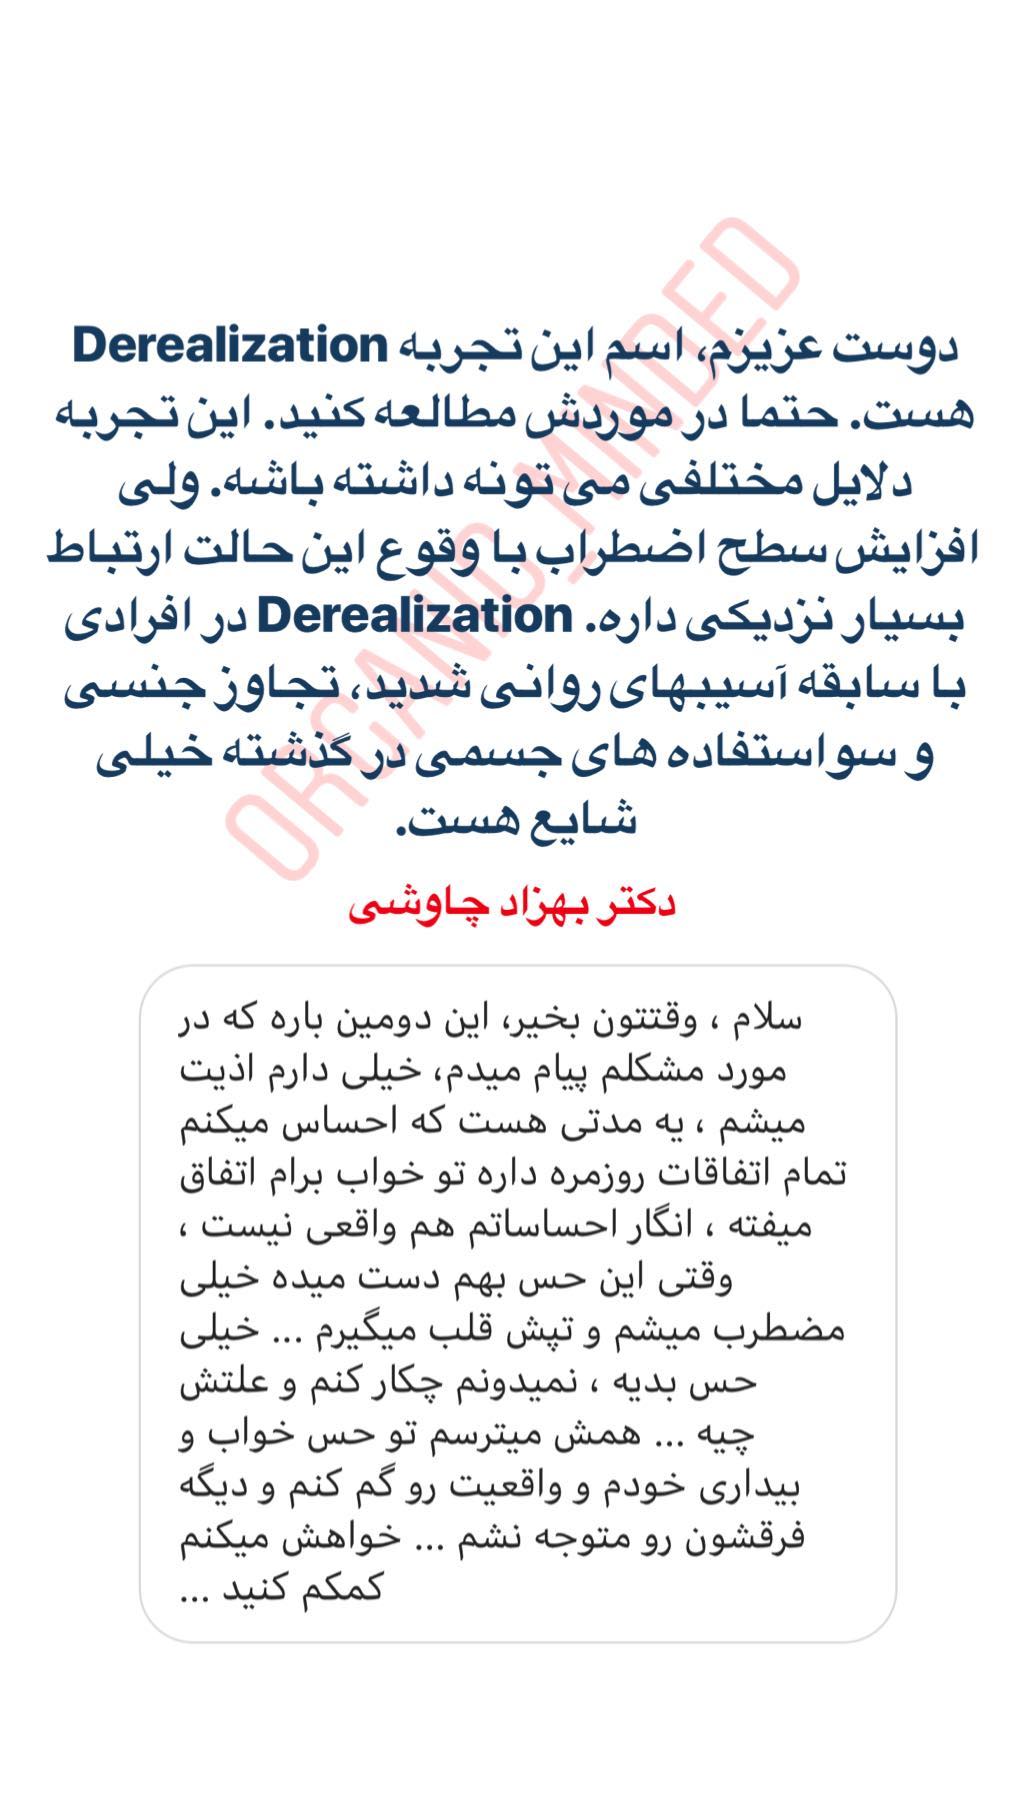 دوست عزیزم، اسم این تجربه Derealization
هست. حتما در موردش مطالعه کنید. این تجربه
دلایل مختلفی می تونه داشته باشه. ولی
افزایش سطح اضطراب با وقوع این حالت ارتباط
بسیار نزدیکی داره. Derealization در افرادی
با سابقه آسیبهای روانی شدید، تجاوز جنسی
و سو استفاده های جسمی در گذشته خیلی
شایع هست.
دکتر بهزاد چاوشی
سلام ، وقتتون بخیر، این دومین باره که در
مورد مشکلم پیام میدم، خیلی دارم اذیت
میشم ، یه مدتی هست که احساس میکنم
تمام اتفاقات روزمره داره تو خواب برام اتفاق
میفته ، انگار احساساتم هم واقعی نیست ،
وقتی این حس بهم دست میده خیلی
مضطرب میشم و تپش قلب میگیرم ... خیلی
حس بدیه ، نمیدونم چکار کنم و علتش
چیه ... همش میترسم تو حس خواب و
بیداری خودم و واقعیت رو گم کنم و دیگه
فرقشون رو متوجه نشم ... خواهش میکنم
کمکم کنید ...
ORGANIC_MINDED